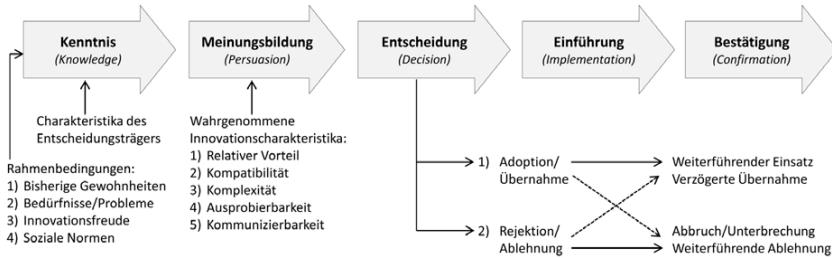 Kenntnis
(Knowledge)
Meinungsbildung
(Persuasion)
Entscheidung
(Decision)
Einführung
(Implementation)
Bestätigung
(Confirmation)
Charakteristika des
Entscheidungsträgers
Rahmenbedingungen:
1) Bisherige Gewohnheiten
2) Bedürfnisse/Probleme
3) Innovationsfreude
4) Soziale Normen
Wahrgenommene
Innovationscharakteristika:
1) Relativer Vorteil
2) Kompatibilität
3) Komplexität
4) Ausprobierbarkeit
5) Kommunizierbarkeit
1) Adoption/
Übernahme
2) Rejektion/
Ablehnung
Weiterführender Einsatz
Verzögerte Übernahme
Abbruch/Unterbrechung
Weiterführende Ablehnung